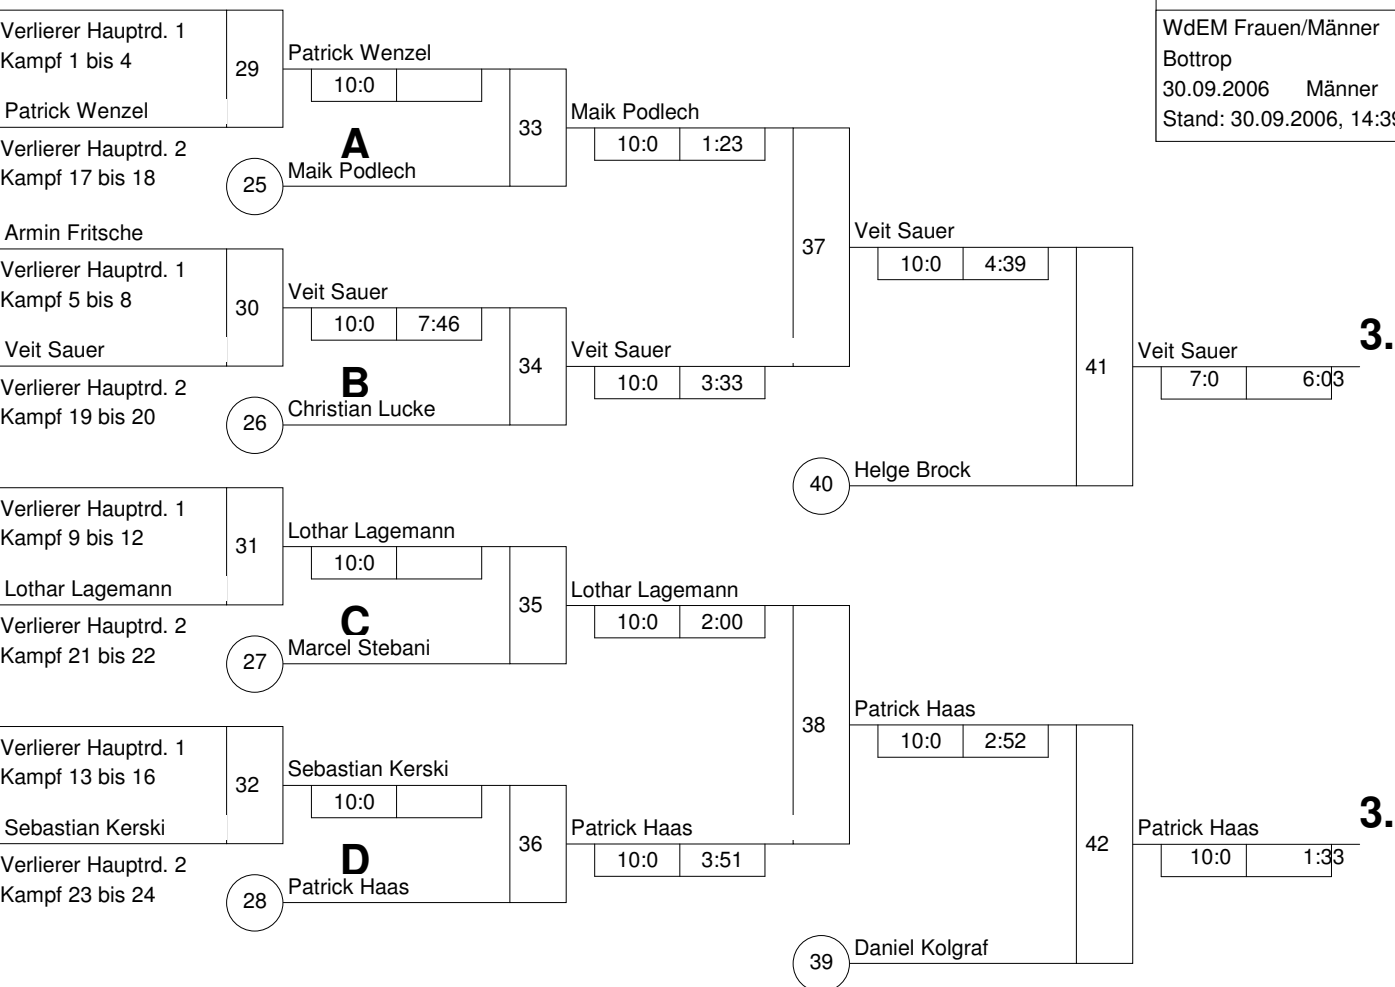 WdEM Frauen/Männer
Bottrop
30.09.2006 Männer
Stand: 30.09.2006, 14:39
Verlierer Hauptrd. 1
Kampf 1 bis 4
29
Patrick Wenzel
10:0
Patrick Wenzel
33
Maik Podlech
10:0 1:23
A
Verlierer Hauptrd. 2
Kampf 17 bis 18
25
Maik Podlech
Armin Fritsche
37
Veit Sauer
10:0 4:39
Verlierer Hauptrd. 1
Kampf 5 bis 8
30
Veit Sauer
10:0 7:46
Veit Sauer
34
Veit Sauer
10:0 3:33
B
Verlierer Hauptrd. 2
Kampf 19 bis 20
26
Christian Lucke
41
Veit Sauer
7:0 6:03
3.
40
Helge Brock
Verlierer Hauptrd. 1
Kampf 9 bis 12
31
Lothar Lagemann
10:0
Lothar Lagemann
35
Lothar Lagemann
10:0 2:00
C
Verlierer Hauptrd. 2
Kampf 21 bis 22
27
Marcel Stebani
38
Patrick Haas
10:0 2:52
Verlierer Hauptrd. 1
Kampf 13 bis 16
32
Sebastian Kerski
10:0
Sebastian Kerski
36
Patrick Haas
10:0 3:51
D
Verlierer Hauptrd. 2
Kampf 23 bis 24
28
Patrick Haas
42
Patrick Haas
10:0 1:33
3.
39
Daniel Kolgraf